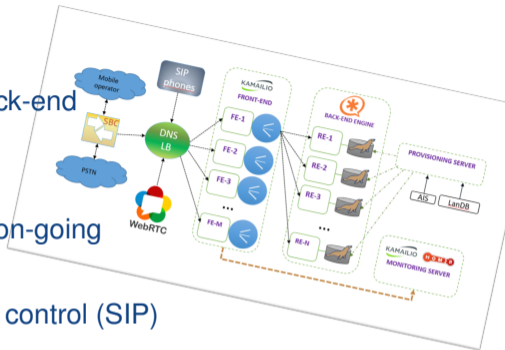 ck-end
on-going
control (SIP)
Mobile
operator
SBC
PSTN
SIP
phones
DNS
LB
WebRTC
KAMAILIO
FRONT-END
FE-1
FE-2
FE-3
...
FE-M
BACK-END ENGINE
RE-1
RE-2
RE-3
...
RE-N
PROVISIONING SERVER
AIS
LanDB
KAMAILIO
HOMER
MONITORING SERVER